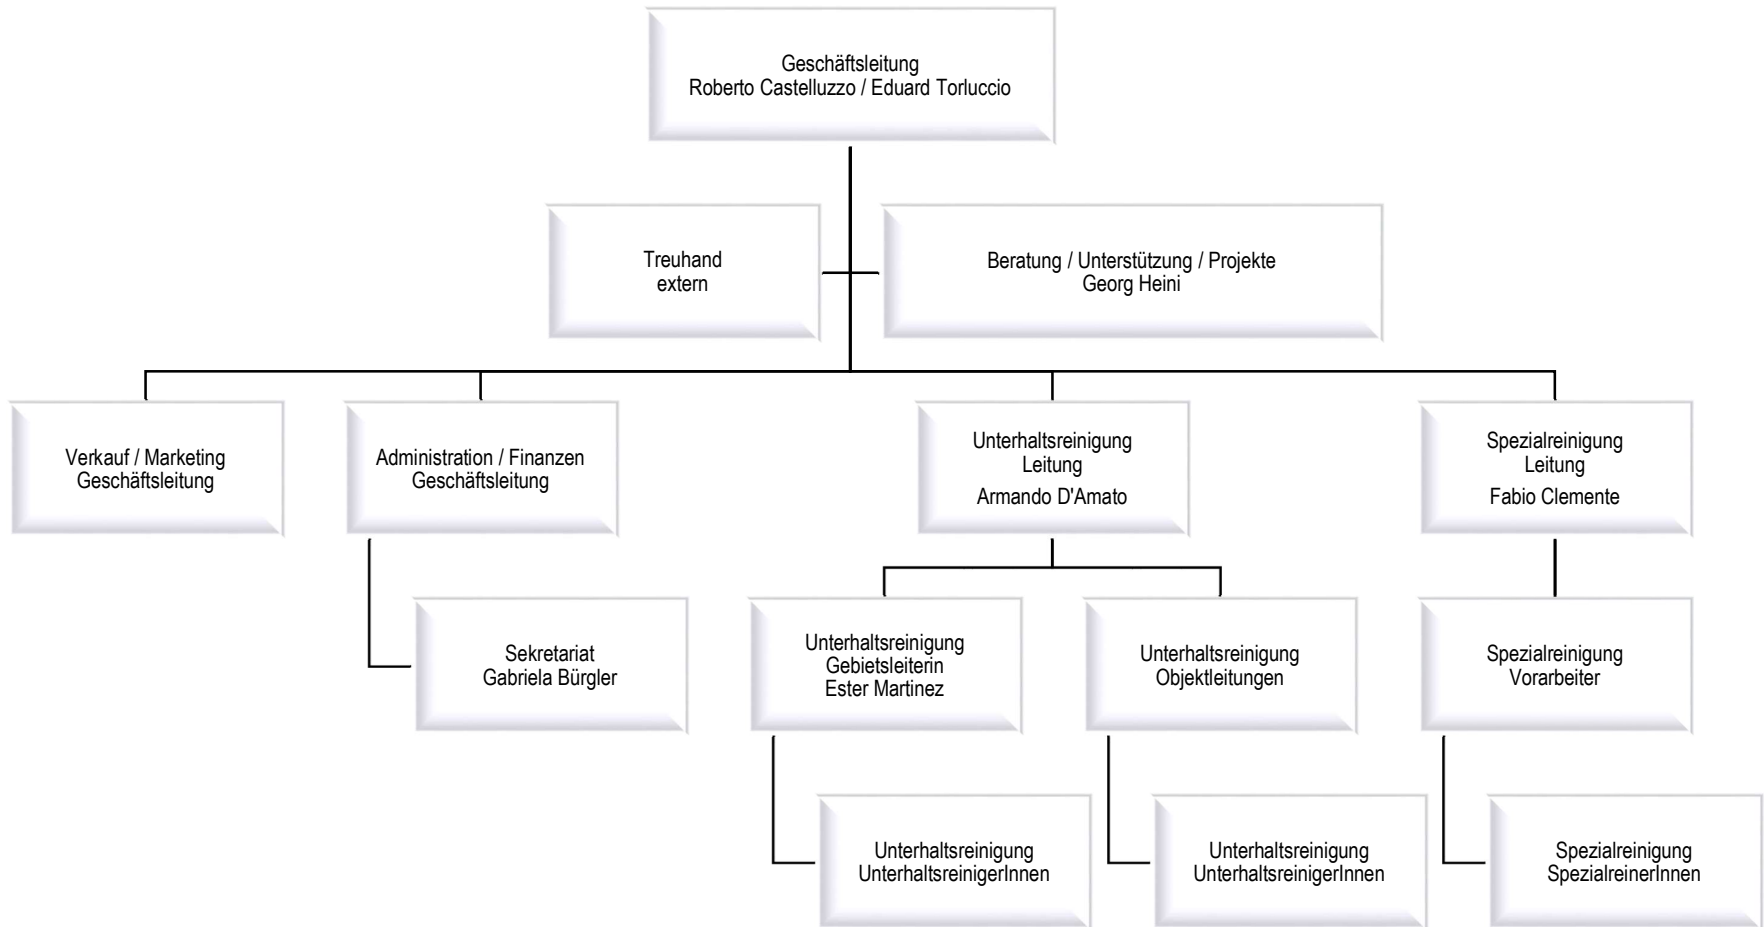 Geschäftsleitung
Roberto Castelluzzo / Eduard Torluccio
Treuhand
extern
Beratung / Unterstützung / Projekte
Georg Heini
Verkauf / Marketing
Geschäftsleitung
Administration / Finanzen
Geschäftsleitung
Unterhaltsreinigung
Leitung
Armando D'Amato
Spezialreinigung
Leitung
Fabio Clemente
Sekretariat
Gabriela Bürgler
Unterhaltsreinigung
Gebietsleiterin
Ester Martinez
Unterhaltsreinigung
Objektleitungen
Spezialreinigung
Vorarbeiter
Unterhaltsreinigung
UnterhaltsreinigerInnen
Unterhaltsreinigung
UnterhaltsreinigerInnen
Spezialreinigung
SpezialreinerInnen